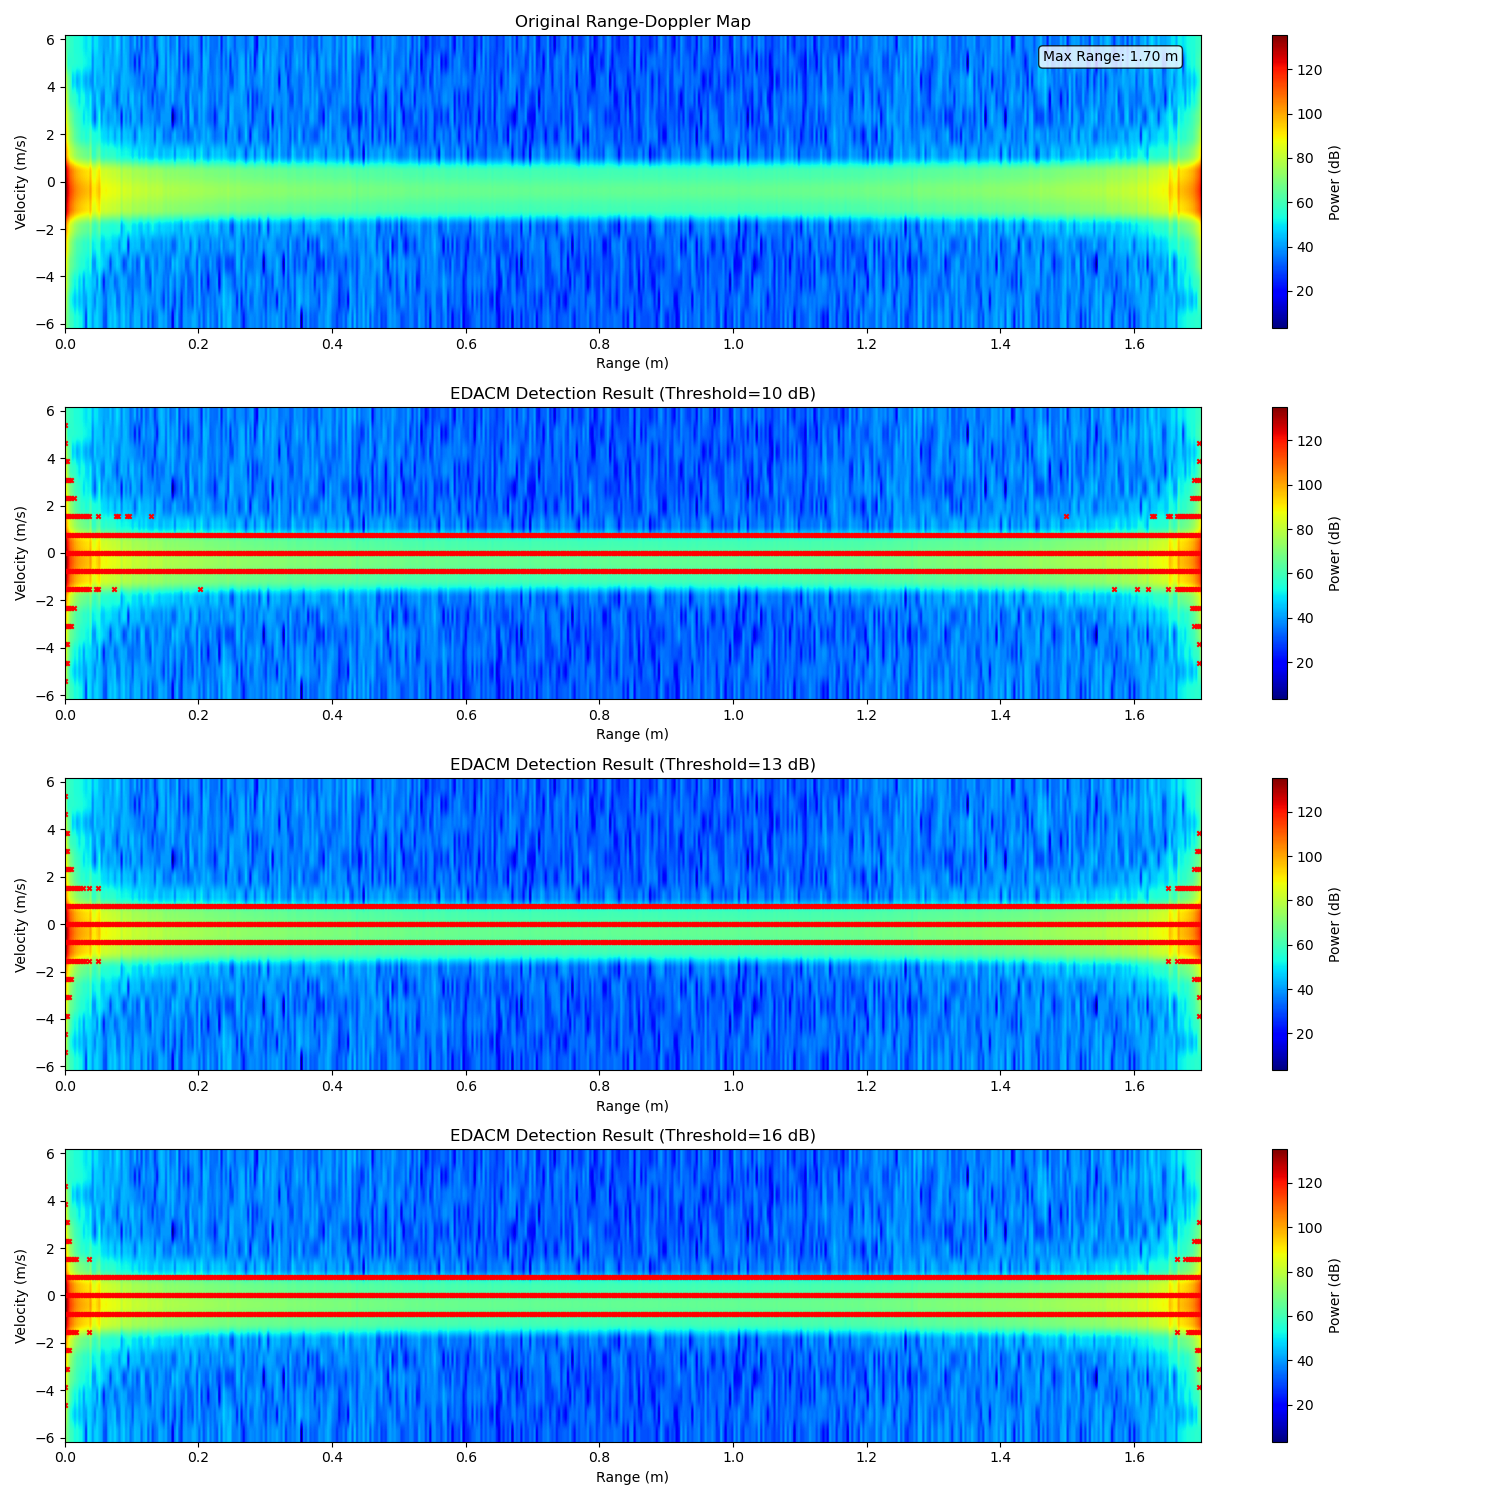 Original Range-Doppler Map
Max Range: 1.70 m
6
4
2
0
−2
−4
−6
Velocity (m/s)
0.0 0.2 0.4 0.6 0.8 1.0 1.2 1.4 1.6
Range (m)
120
100
80
60
40
20
Power (dB)
EDACM Detection Result (Threshold=10 dB)
6
4
2
0
−2
−4
−6
Velocity (m/s)
0.0 0.2 0.4 0.6 0.8 1.0 1.2 1.4 1.6
Range (m)
120
100
80
60
40
20
Power (dB)
EDACM Detection Result (Threshold=13 dB)
6
4
2
0
−2
−4
−6
Velocity (m/s)
0.0 0.2 0.4 0.6 0.8 1.0 1.2 1.4 1.6
Range (m)
120
100
80
60
40
20
Power (dB)
EDACM Detection Result (Threshold=16 dB)
6
4
2
0
−2
−4
−6
Velocity (m/s)
0.0 0.2 0.4 0.6 0.8 1.0 1.2 1.4 1.6
Range (m)
120
100
80
60
40
20
Power (dB)